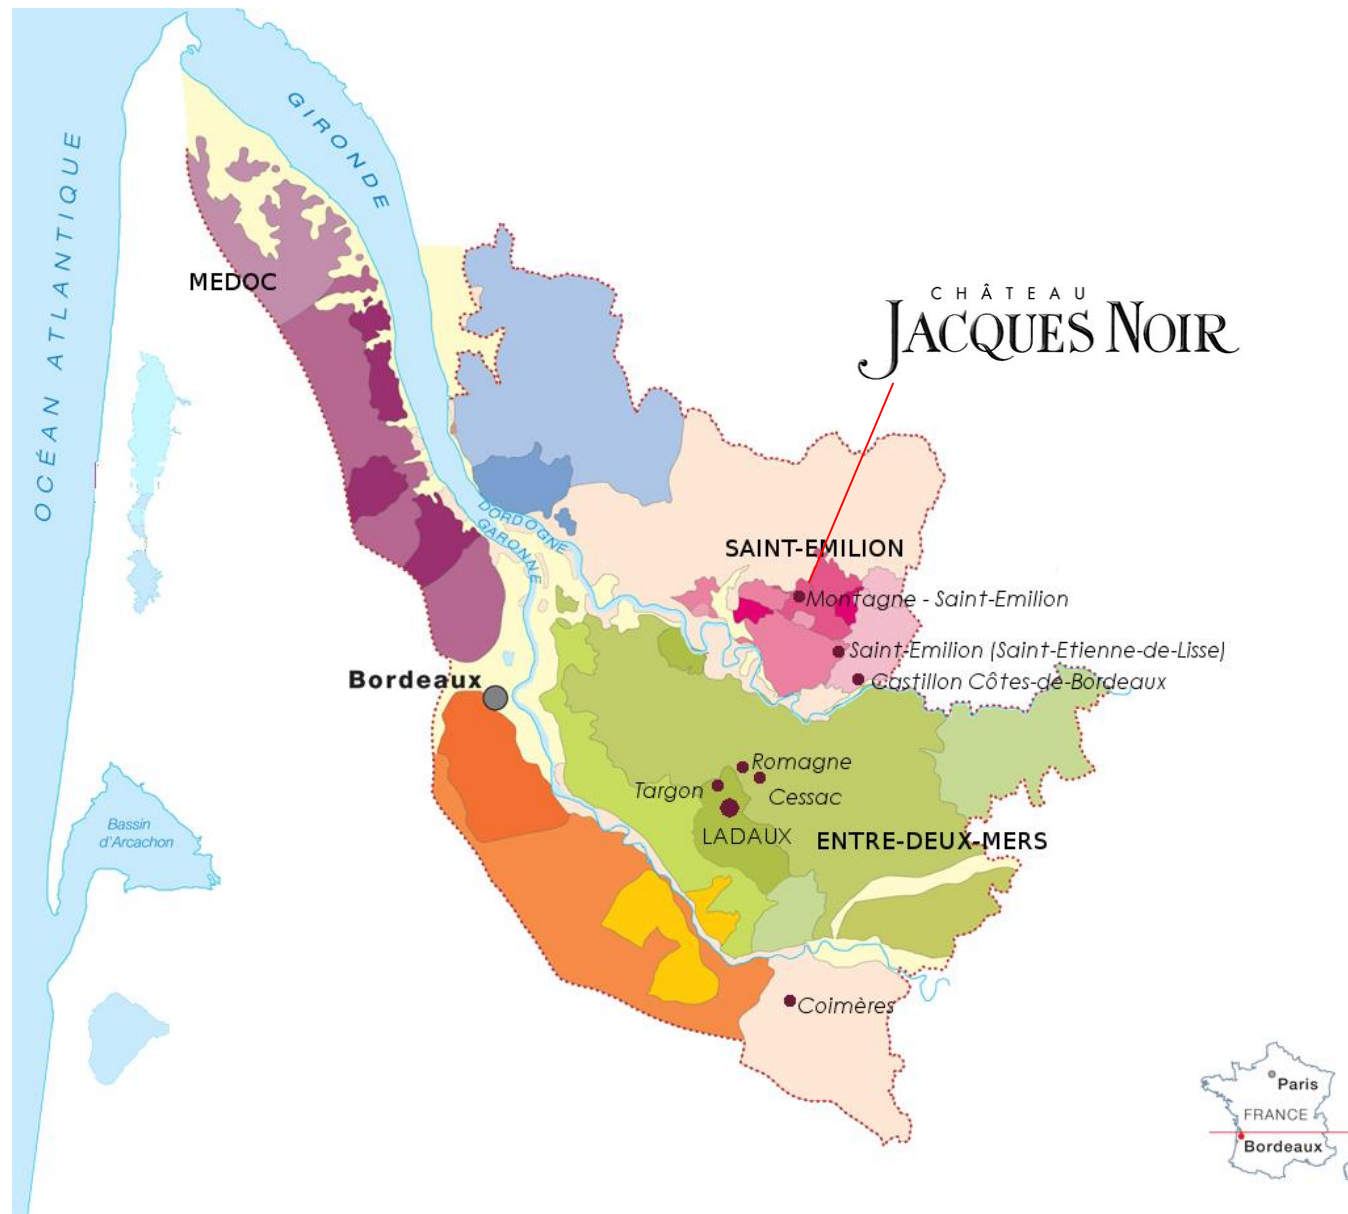 GIRONDE
OCÉAN ATLANTIQUE
MEDOC
CHÂTEAU
JACQUES NOIR
DORDOGNE
GARONNE
SAINT-EMILION
Montagne - Saint-Emilion
Saint-Emilion (Saint-Etienne-de-Lisse)
Castillon Côtes-de-Bordeaux
Bordeaux
Romagne
Targon
Cessac
LADAUX
ENTRE-DEUX-MERS
Bassin
d'Arcachon
Coimères
Paris
FRANCE
Bordeaux